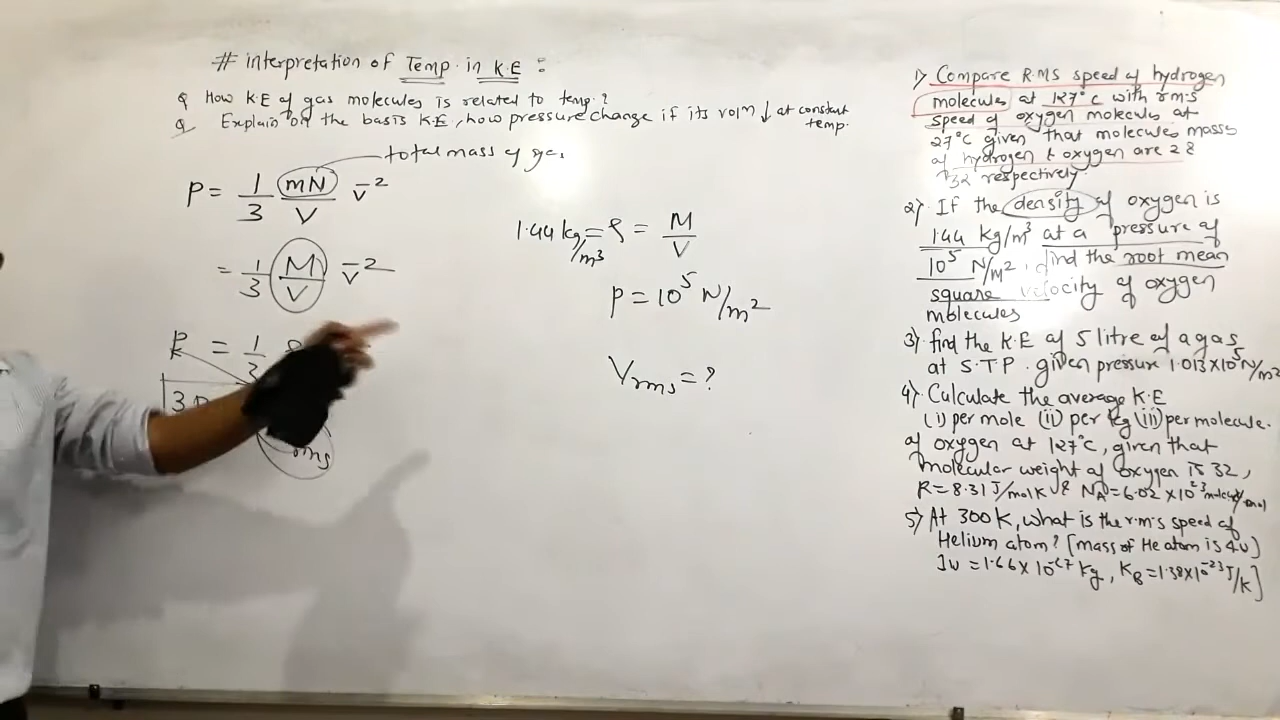 # interpretation of Temp. in K.E :
Q How K.E of gas molecules is related to temp.?
Q Explain on the basis K.E, how pressure change if its volm ↓ at constant temp.
total mass of gas
P = 1/3 mN/V v̄²
= 1/3 M/V v̄²
P = 1/3
3P
1.44 kg/m³ = ρ = M/V
P = 10⁵ N/m²
Vrms = ?
1) Compare R.M.S speed of hydrogen
molecules at 127°c with r.m.s
speed of oxygen molecules at
27°C given that molecules masses
of hydrogen & oxygen are 2 &
32 respectively.
2) If the density of oxygen is
1.44 kg/m³ at a pressure of
10⁵ N/m², find the root mean
square velocity of oxygen
molecules
3) find the K.E of 5 litre of a gas
at S.T.P. given pressure 1.013×10⁵ N/m²
4) Calculate the average K.E
(i) per mole (ii) per kg (iii) per molecule.
of oxygen at 127°C, given that
molecular weight of oxygen is 32,
R = 8.31 J/mol K & NA = 6.02 × 10²³ molecule/mol
5) At 300K, what is the r.m.s speed of
Helium atom? [mass of He atom is 4u]
1u = 1.66×10⁻²⁷ kg, KB = 1.38×10⁻²³ J/K]